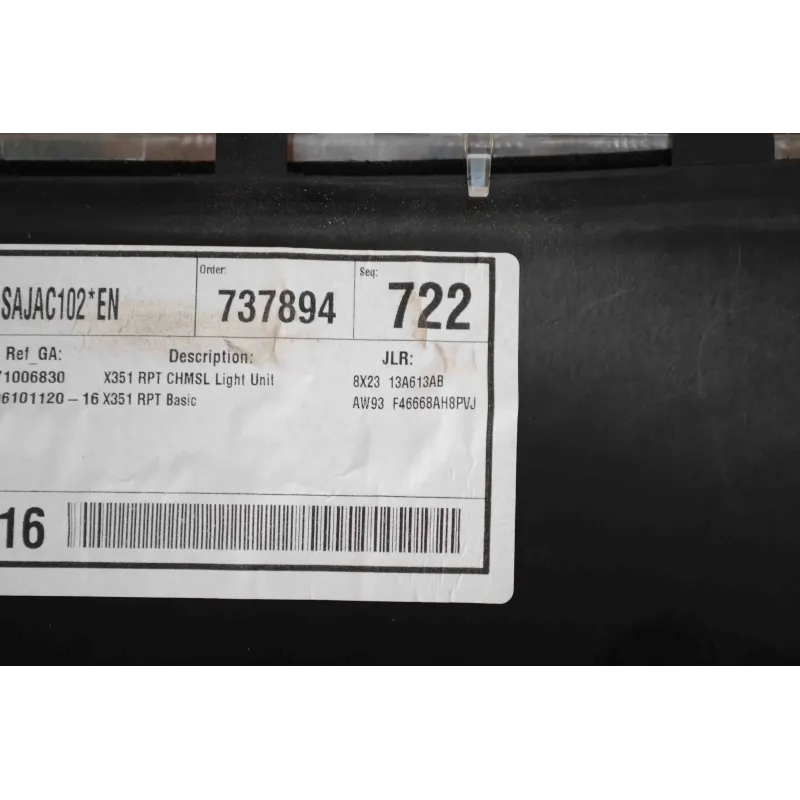 SAJAC102*EN
Order:
737894
Seq:
722
Ref_GA:
Description:
JLR:
71006830 X351 RPT CHMSL Light Unit 8X23 13A613AB
06101120 - 16 X351 RPT Basic AW93 F46668AH8PVJ
16